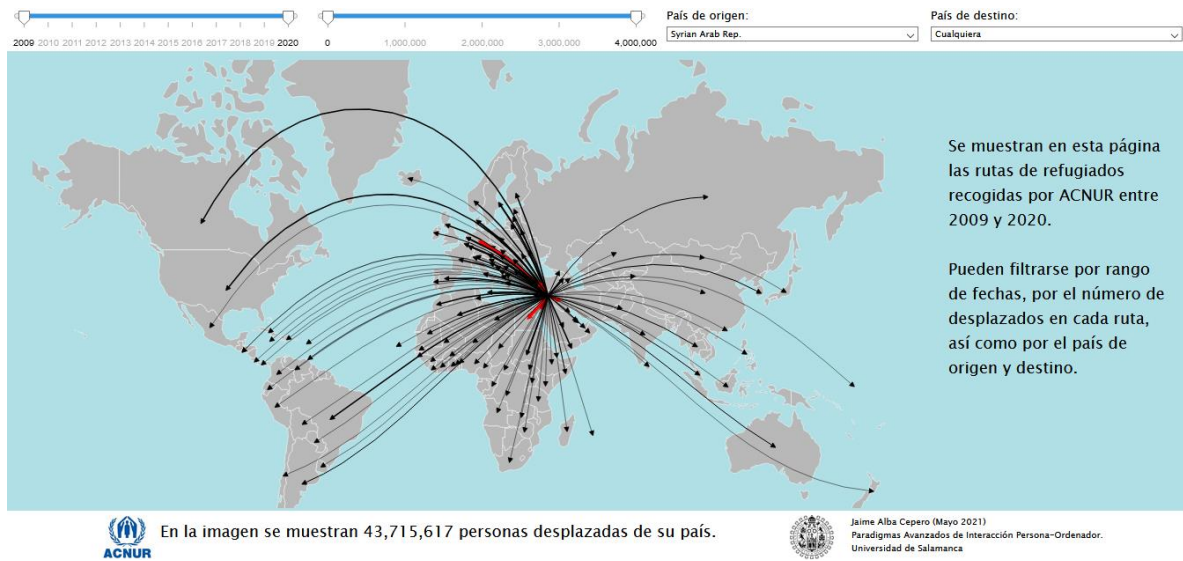 País de origen:
País de destino:
Syrian Arab Rep.
Cualquiera
2009 2010 2011 2012 2013 2014 2015 2016 2017 2018 2019 2020
0 1,000,000 2,000,000 3,000,000 4,000,000
Se muestran en esta página
las rutas de refugiados
recogidas por ACNUR entre
2009 y 2020.
Pueden filtrarse por rango
de fechas, por el número de
desplazados en cada ruta,
así como por el país de
origen y destino.
ACNUR
En la imagen se muestran 43,715,617 personas desplazadas de su país.
Jaime Alba Cepero (Mayo 2021)
Paradigmas Avanzados de Interacción Persona-Ordenador.
Universidad de Salamanca